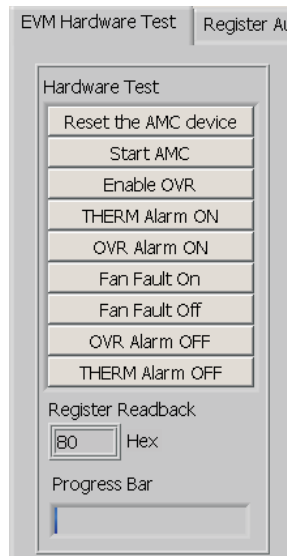 EVM Hardware Test
Register Au
Hardware Test
Reset the AMC device
Start AMC
Enable OVR
THERM Alarm ON
OVR Alarm ON
Fan Fault On
Fan Fault Off
OVR Alarm OFF
THERM Alarm OFF
Register Readback
80 Hex
Progress Bar